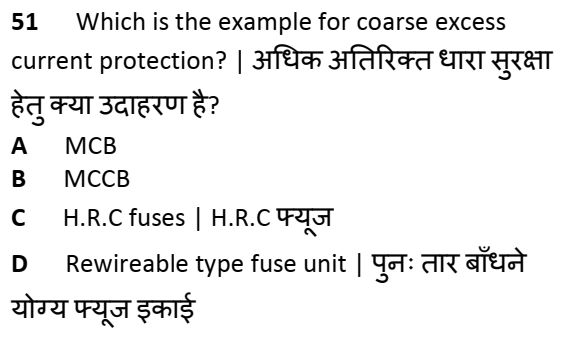 51 Which is the example for coarse excess
current protection? | अधिक अतिरिक्त धारा सुरक्षा
हेतु क्या उदाहरण है?
A MCB
B MCCB
C H.R.C fuses | H.R.C फ्यूज
D Rewireable type fuse unit | पुनः तार बाँधने
योग्य फ्यूज इकाई